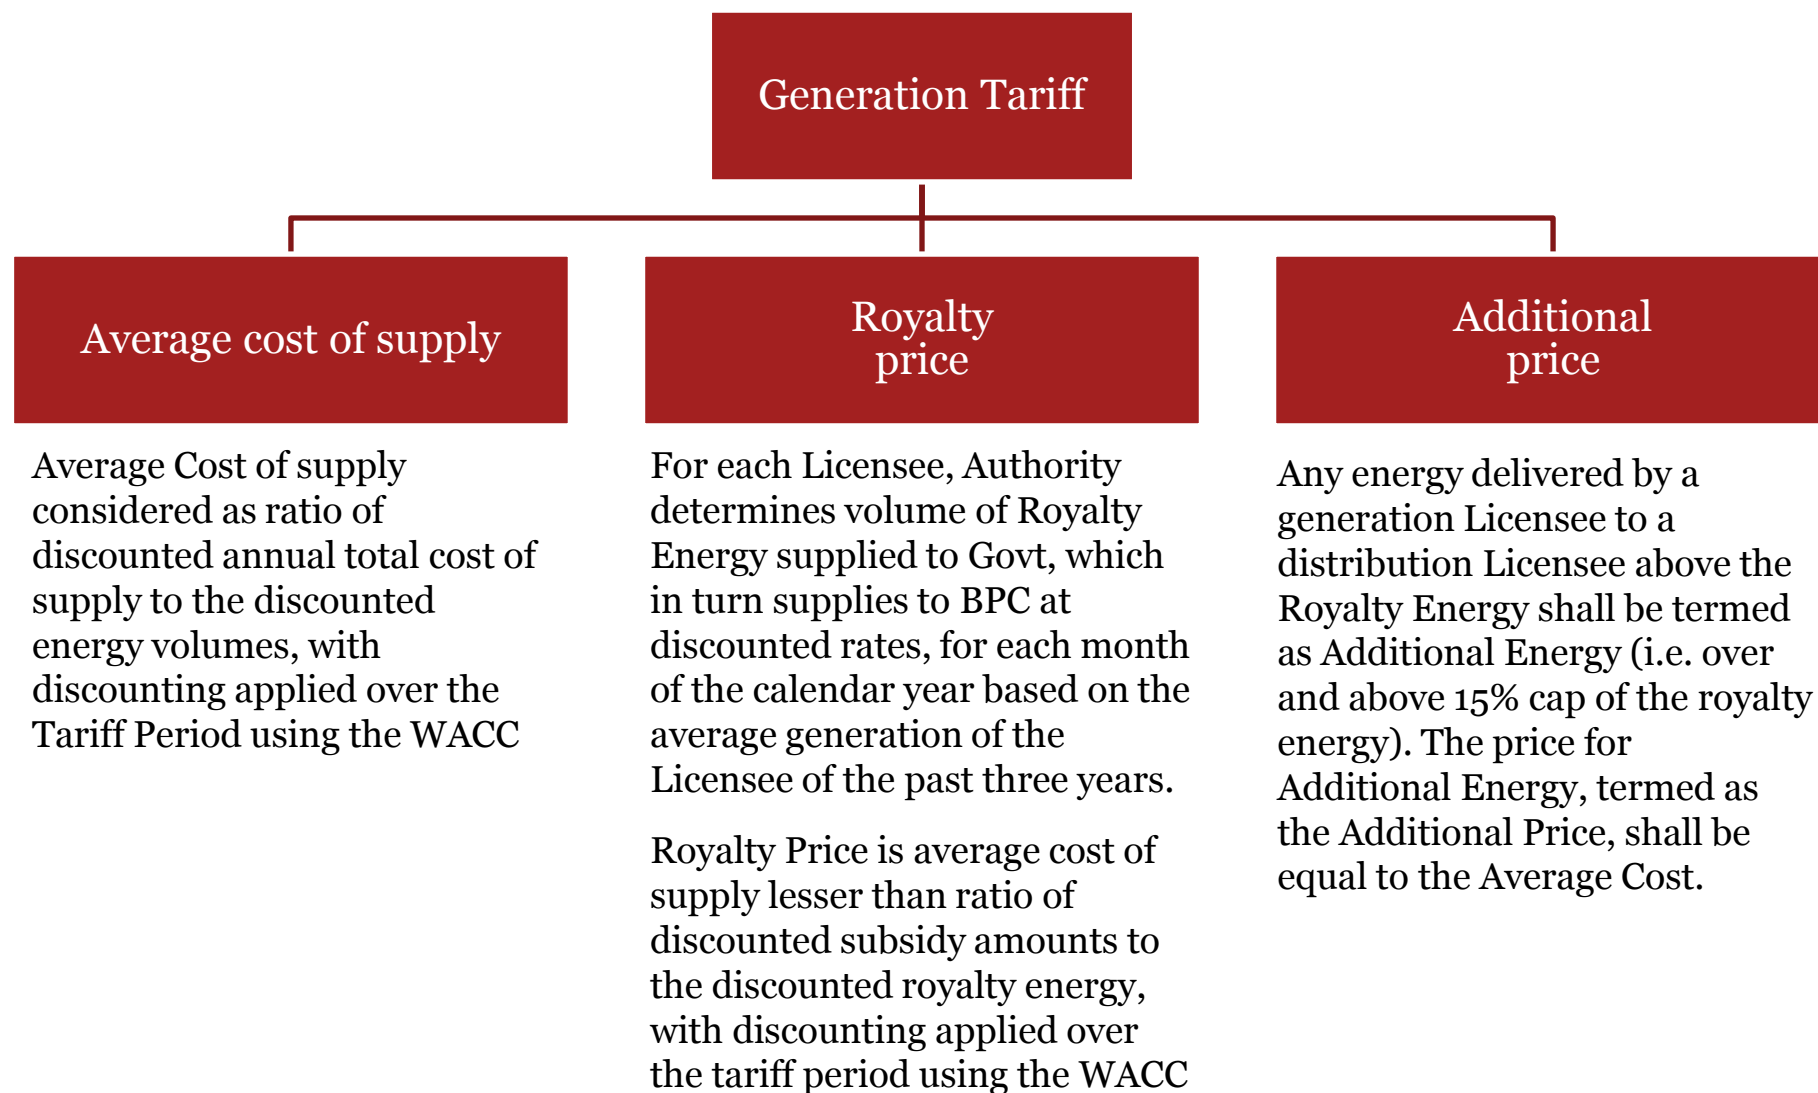 Generation Tariff
Average cost of supply
Average Cost of supply
considered as ratio of
discounted annual total cost of
supply to the discounted
energy volumes, with
discounting applied over the
Tariff Period using the WACC
Royalty
price
For each Licensee, Authority
determines volume of Royalty
Energy supplied to Govt, which
in turn supplies to BPC at
discounted rates, for each month
of the calendar year based on the
average generation of the
Licensee of the past three years.
Royalty Price is average cost of
supply lesser than ratio of
discounted subsidy amounts to
the discounted royalty energy,
with discounting applied over
the tariff period using the WACC
Additional
price
Any energy delivered by a
generation Licensee to a
distribution Licensee above the
Royalty Energy shall be termed
as Additional Energy (i.e. over
and above 15% cap of the royalty
energy). The price for
Additional Energy, termed as
the Additional Price, shall be
equal to the Average Cost.